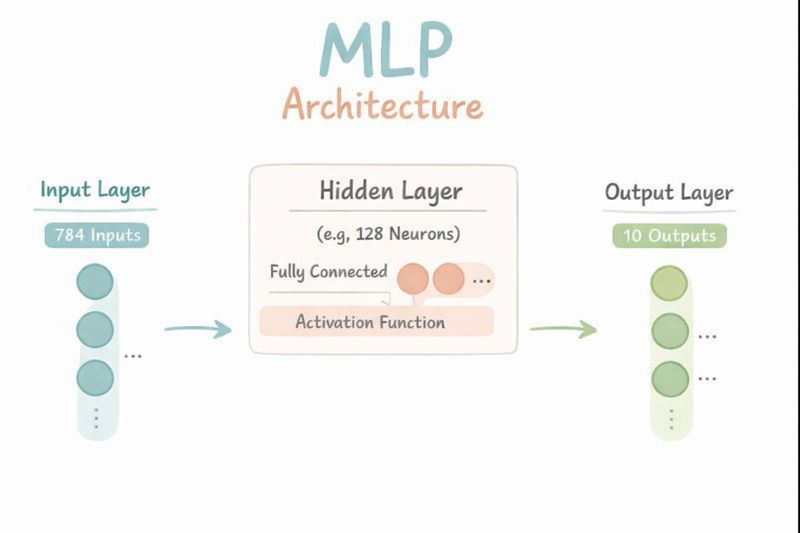 MLP
Architecture
Input Layer
784 Inputs
...
Hidden Layer
(e.g, 128 Neurons)
Fully Connected ...
Activation Function
Output Layer
10 Outputs
...
...